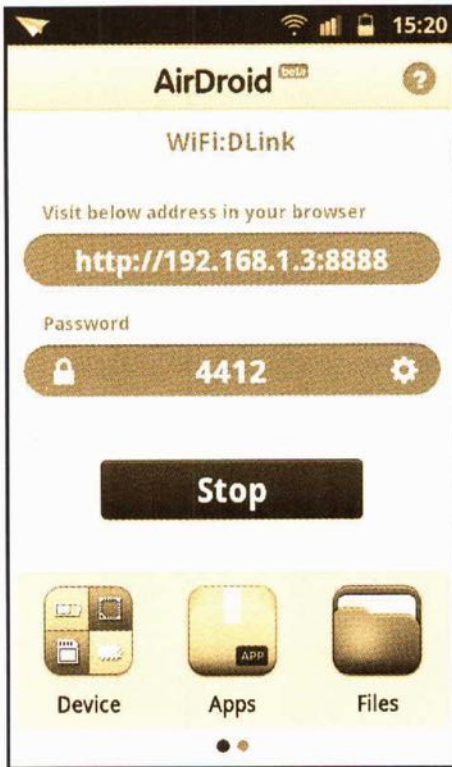 15:20
AirDroid beta ?
WiFi:DLink
Visit below address in your browser
http://192.168.1.3:8888
Password
4412
Stop
APP
Device Apps Files